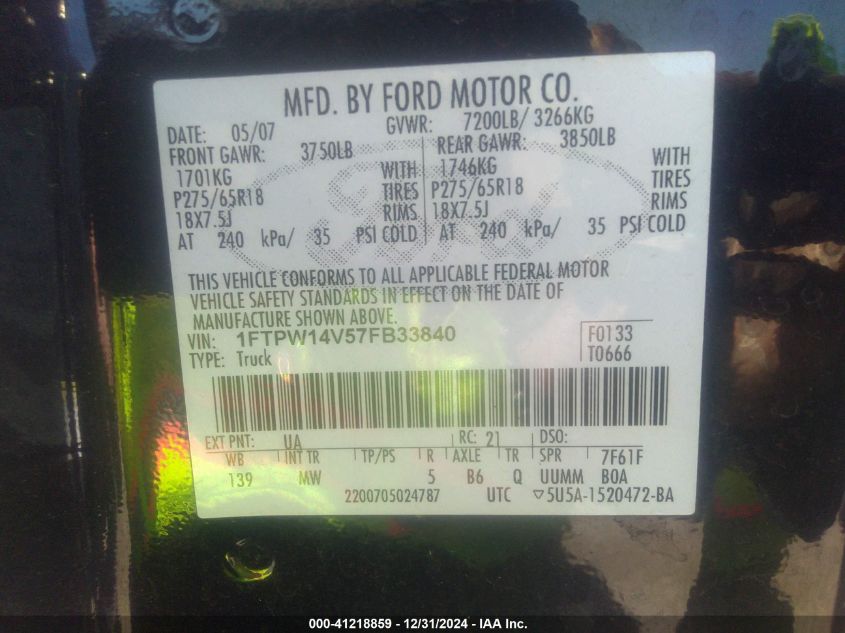 MFD. BY FORD MOTOR CO.
DATE: 05/07 GVWR: 7200LB/ 3266KG
FRONT GAWR: 3750LB REAR GAWR: 3850LB
1701KG WITH 1746KG WITH
P275/65R18 TIRES P275/65R18 TIRES
18X7.5J RIMS 18X7.5J RIMS
AT 240 kPa/ 35 PSI COLD AT 240 kPa/ 35 PSI COLD
THIS VEHICLE CONFORMS TO ALL APPLICABLE FEDERAL MOTOR
VEHICLE SAFETY STANDARDS IN EFFECT ON THE DATE OF
MANUFACTURE SHOWN ABOVE.
VIN: 1FTPW14V57FB33840 F0133
TYPE: Truck T0666
EXT PNT: UA RC: 21 DSO:
WB INT TR TP/PS R AXLE TR SPR 7F61F
139 MW 5 B6 Q UUMM BOA
2200705024787 UTC ▽5U5A-1520472-BA
000-41218859 - 12/31/2024 - IAA Inc.